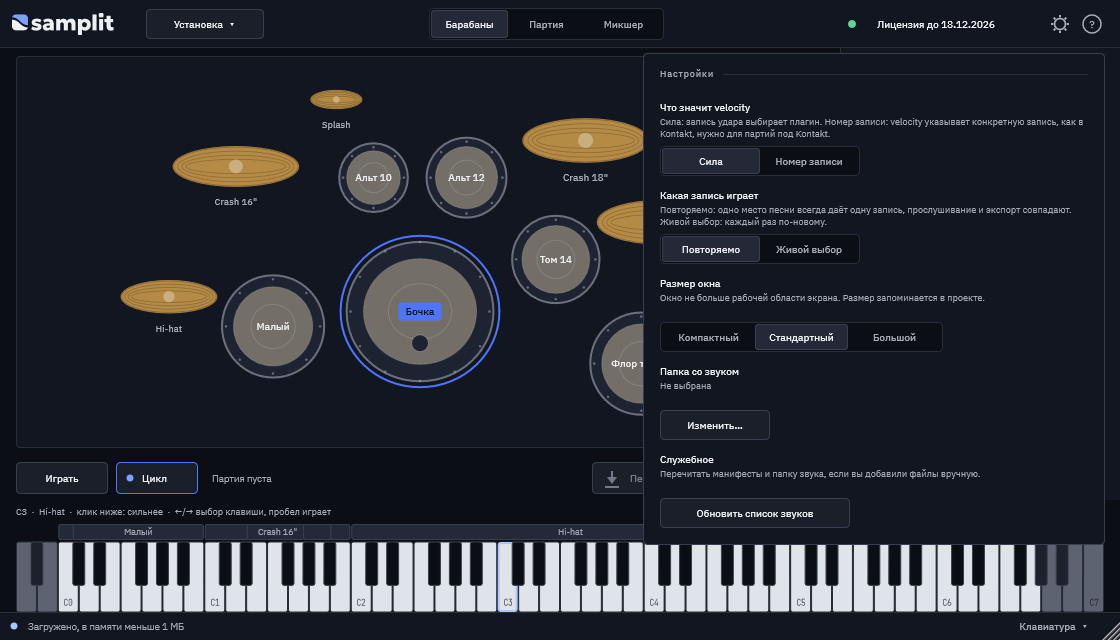 samplit
Установка
Барабаны
Партия
Микшер
Лицензия до 18.12.2026
?
Splash
Crash 16"
Альт 10
Альт 12
Crash 18"
Том 14
Hi-hat
Малый
Бочка
Флор т
Настройки
Что значит velocity
Сила: запись удара выбирает плагин. Номер записи: velocity указывает конкретную запись, как в
Kontakt, нужно для партий под Kontakt.
Сила
Номер записи
Какая запись играет
Повторяемо: одно место песни всегда даёт одну запись, прослушивание и экспорт совпадают.
Живой выбор: каждый раз по-новому.
Повторяемо
Живой выбор
Размер окна
Окно не больше рабочей области экрана. Размер запоминается в проекте.
Компактный
Стандартный
Большой
Папка со звуком
Не выбрана
Изменить...
Служебное
Перечитать манифесты и папку звука, если вы добавили файлы вручную.
Обновить список звуков
Играть
Цикл
Партия пуста
Пе
C3 · Hi-hat · клик ниже: сильнее · ←/→ выбор клавиши, пробел играет
Малый
Crash 16"
Hi-hat
C0
C1
C2
C3
C4
C5
C6
C7
Загружено, в памяти меньше 1 МБ
Клавиатура